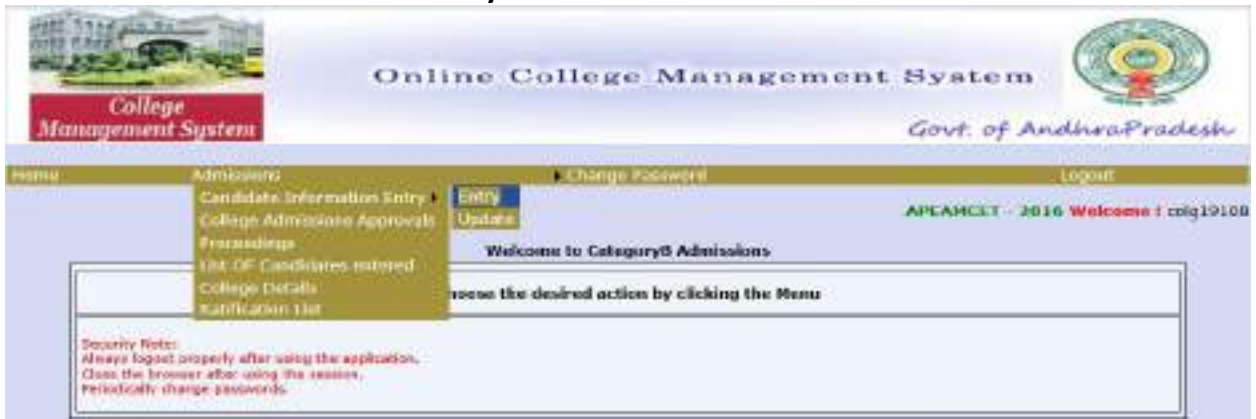 College
Management System
Online College Management System
Govt. of AndhraPradesh
Home Admissions Change Password Logout
Candidate Information Entry Entry
College Admissions Approvals Update
APEAMCET - 2016 Welcome ! colg19108
Proceedings
Welcome to CategoryB Admissions
List OF Candidates entered
College Details
hoose the desired action by clicking the Menu
Ratification List
Security Note:
Always logout properly after using the application.
Close the browser after using the session.
Periodically change passwords.